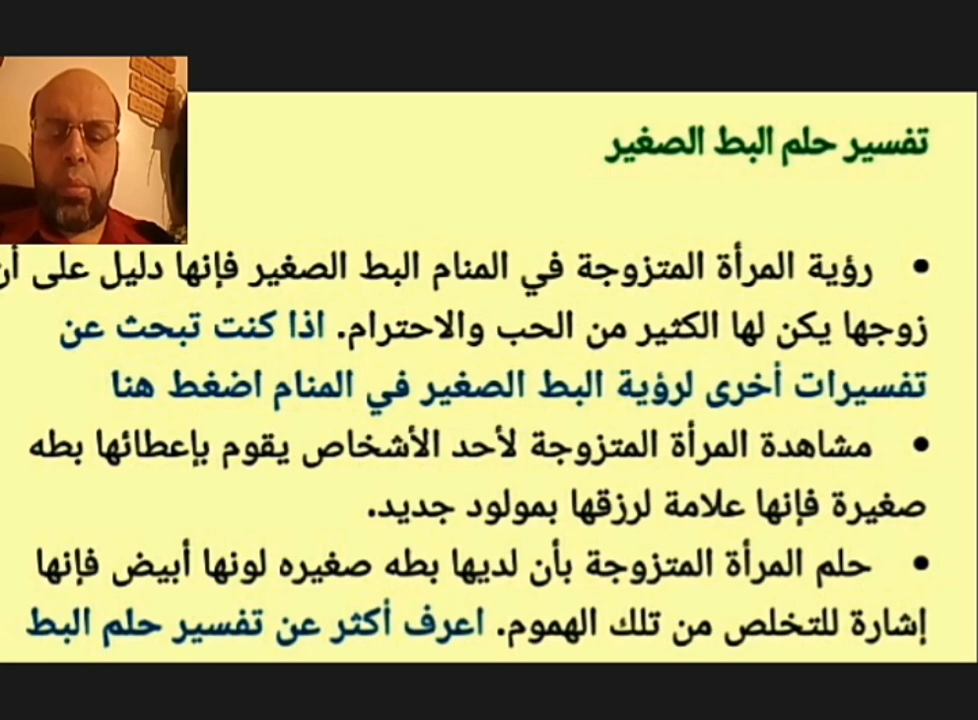 تفسير حلم البط الصغير
• رؤية المرأة المتزوجة في المنام البط الصغير فإنها دليل على أن
زوجها يكن لها الكثير من الحب والاحترام. اذا كنت تبحث عن
تفسيرات أخرى لرؤية البط الصغير في المنام اضغط هنا
• مشاهدة المرأة المتزوجة لأحد الأشخاص يقوم بإعطائها بطه
صغيرة فإنها علامة لرزقها بمولود جديد.
• حلم المرأة المتزوجة بأن لديها بطه صغيره لونها أبيض فإنها
إشارة للتخلص من تلك الهموم. اعرف أكثر عن تفسير حلم البط